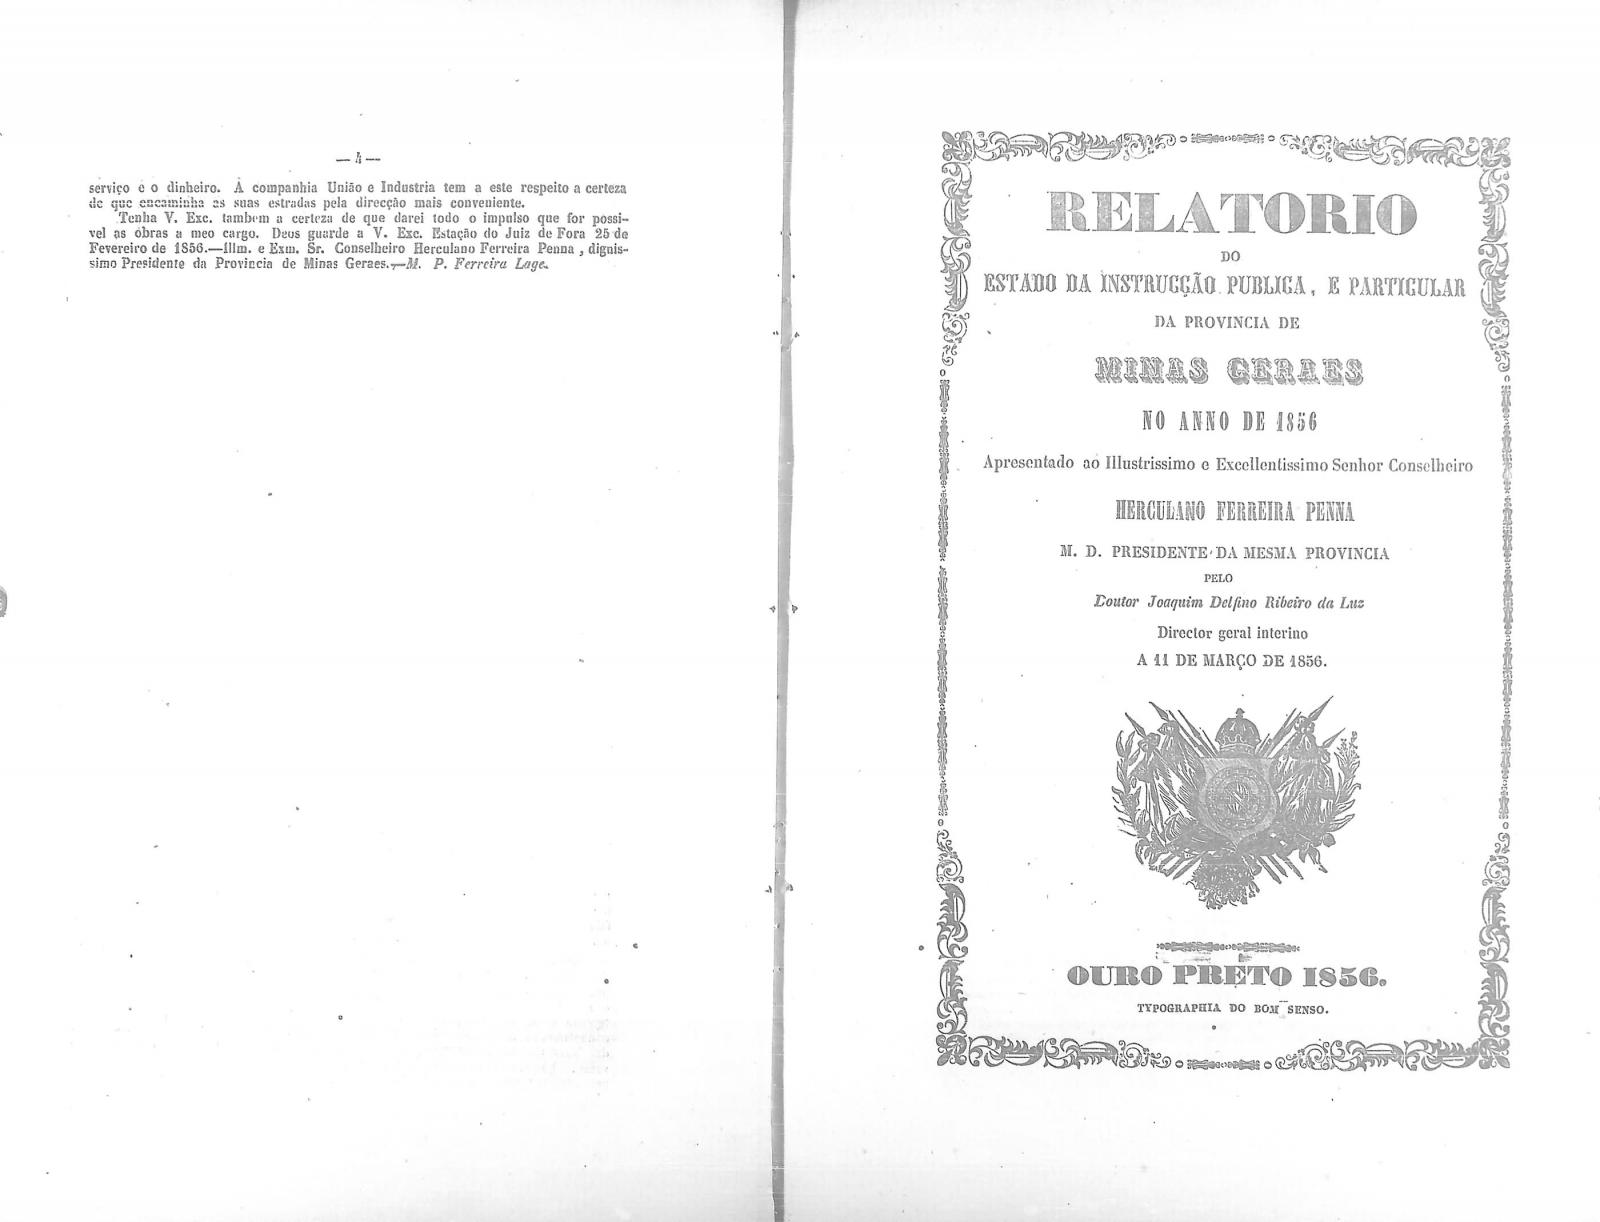 — 4 —
serviço e o dinheiro. A companhia União e Industria tem a este respeito a certeza
de que encaminha as suas estradas pela direcção mais conveniente.
Tenha V. Exc. tambem a certeza de que darei todo o impulso que for possi-
vel as obras a meo cargo. Deos guarde a V. Exc. Estação do Juiz de Fora 25 de
Fevereiro de 1856.—Illm. e Exm. Sr. Conselheiro Herculano Ferreira Penna, dignis-
simo Presidente da Provincia de Minas Geraes.—M. P. Ferreira Lage.
RELATORIO
DO
ESTADO DA INSTRUCÇÃO PUBLICA, E PARTICULAR
DA PROVINCIA DE
MINAS GERAES
NO ANNO DE 1856
Apresentado ao Illustrissimo e Excellentissimo Senhor Conselheiro
HERCULANO FERREIRA PENNA
M. D. PRESIDENTE DA MESMA PROVINCIA
PELO
Doutor Joaquim Delfino Ribeiro da Luz
Director geral interino
A 11 DE MARÇO DE 1856.
OURO PRETO 1856.
TYPOGRAPHIA DO BOM SENSO.